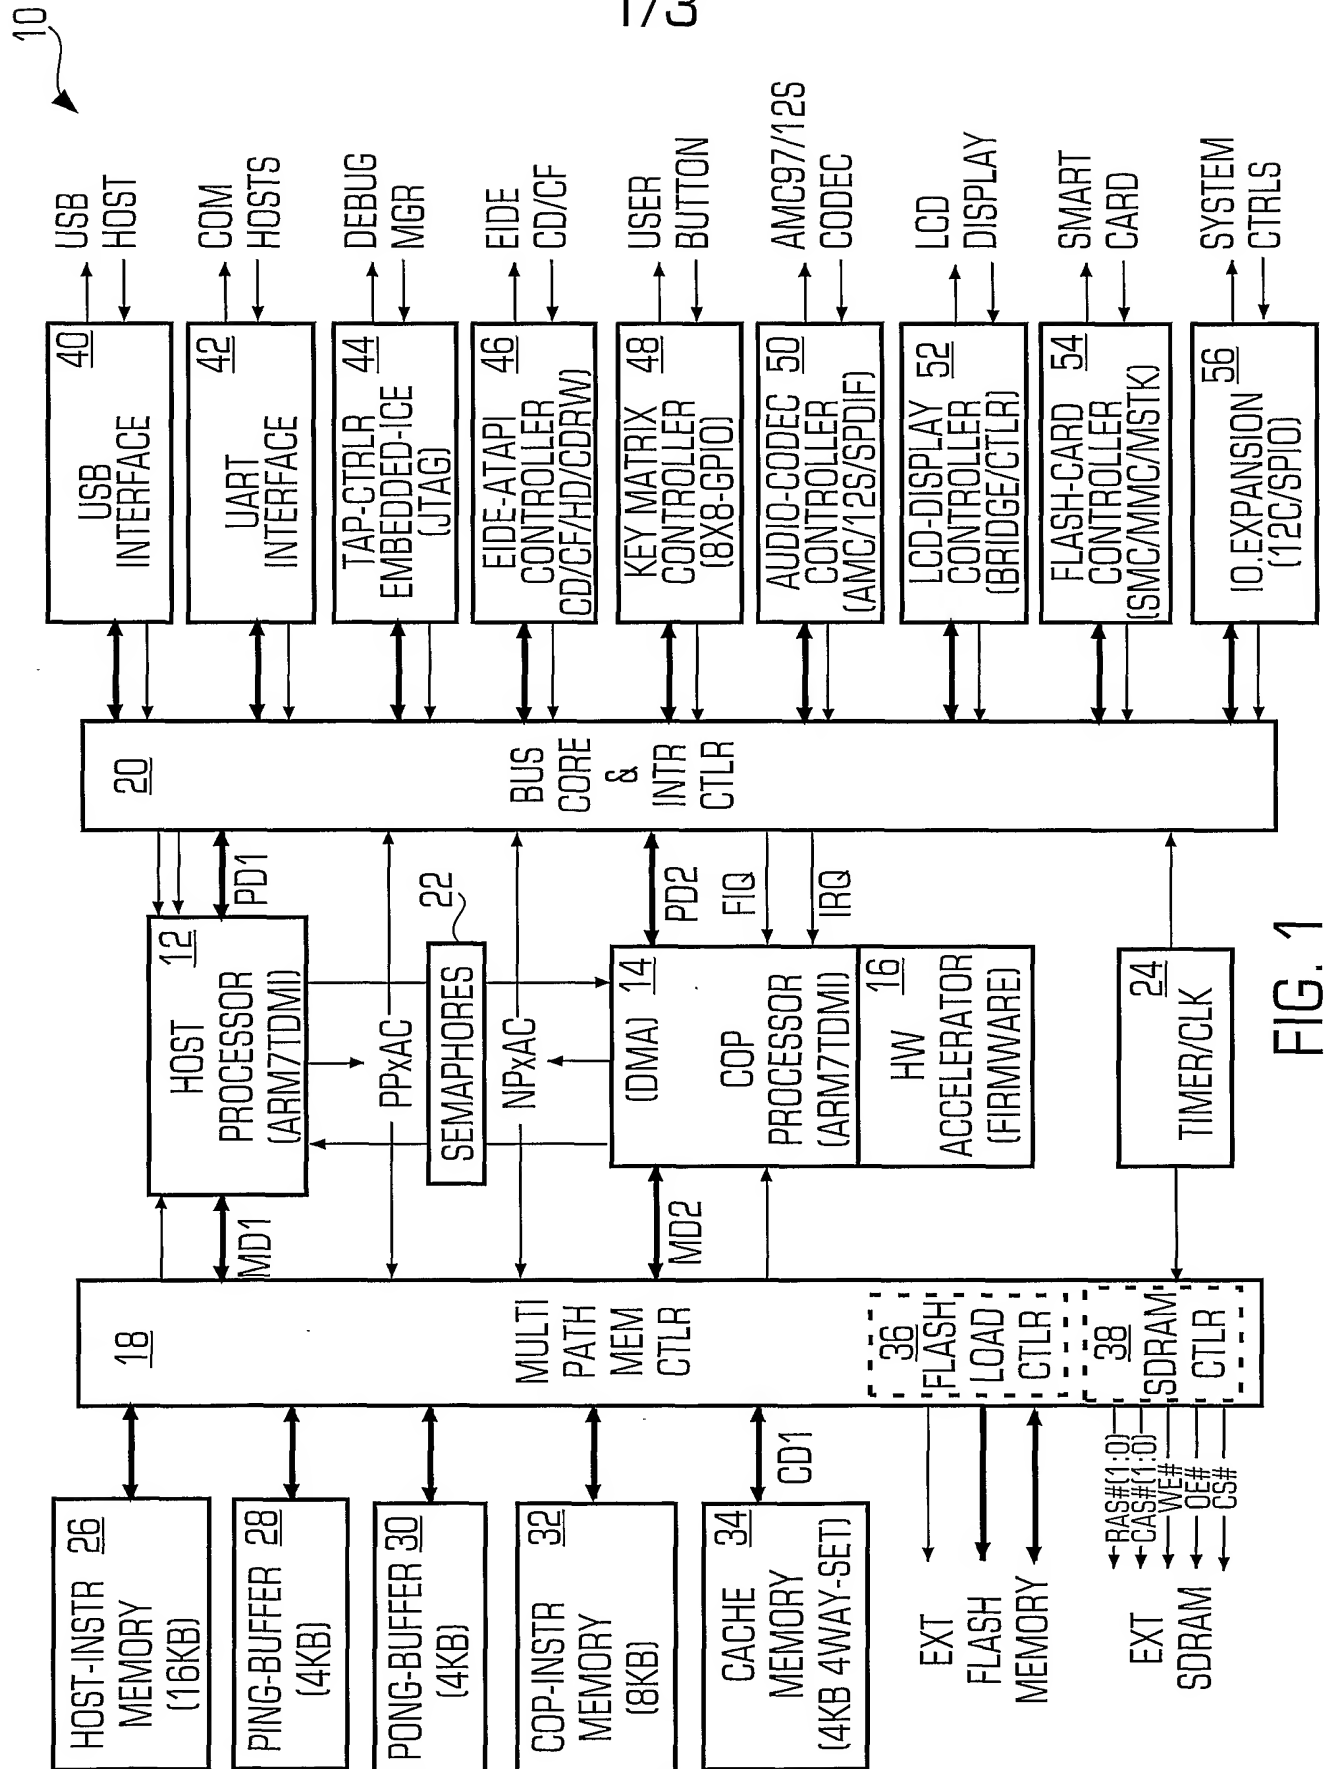 1/3
10
USB
HOST
COM
HOSTS
DEBUG
MGR
EIDE
CD/CF
USER
BUTTON
AMC97/12S
CODEC
LCD
DISPLAY
SMART
CARD
SYSTEM
CTRLS
40
USB
INTERFACE
42
UART
INTERFACE
44
TAP-CTRLR
EMBEDDED-ICE
(JTAG)
46
EIDE-ATAPI
CONTROLLER
CD/CF/HD/CDRW)
48
KEY MATRIX
CONTROLLER
(8X8-GPIO)
50
AUDIO-CODEC
CONTROLLER
(AMC/12S/SPDIF)
52
LCD-DISPLAY
CONTROLLER
(BRIDGE/CTLR)
54
FLASH-CARD
CONTROLLER
(SMC/MMC/MSTK)
56
IO.EXPANSION
(12C/SPIO)
20
BUS
CORE
&
INTR
CTLR
PD1
PD2
FIQ
IRQ
12
HOST
PROCESSOR
(ARM7TDMI)
PPxAC
22
SEMAPHORES
NPxAC
14
(DMA)
COP
PROCESSOR
(ARM7TDMI)
16
HW
ACCELERATOR
(FIRMWARE)
24
TIMER/CLK
MD1
MD2
18
MULTI
PATH
MEM
CTLR
36
FLASH
LOAD
CTLR
38
SDRAM
CTLR
CD1
RAS#(1:0)
CAS#(1:0)
WE#
OE#
CS#
26
HOST-INSTR
MEMORY
(16KB)
28
PING-BUFFER
(4KB)
30
PONG-BUFFER
(4KB)
32
COP-INSTR
MEMORY
(8KB)
34
CACHE
MEMORY
(4KB 4WAY-SET)
EXT
FLASH
MEMORY
EXT
SDRAM
FIG. 1